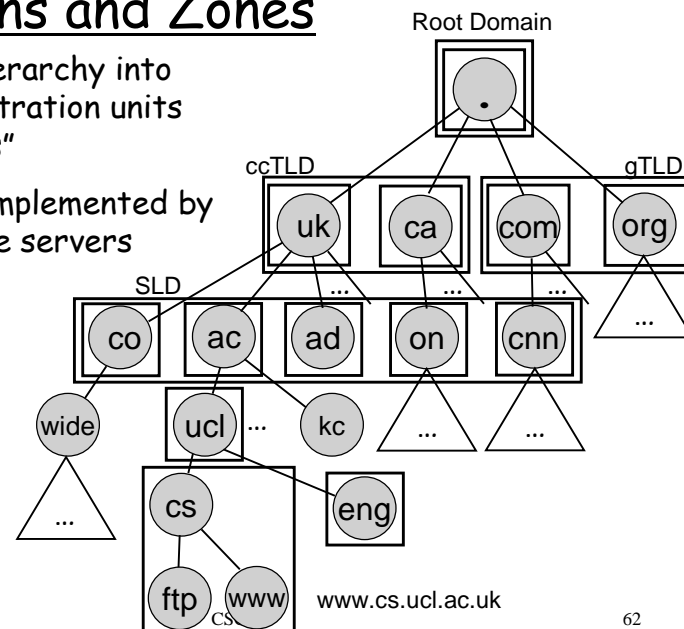 ns and Zones
Root Domain
erarchy into
tration units
”
.
ccTLD
gTLD
mplemented by
e servers
uk
ca
com
org
...
...
...
SLD
...
co
ac
ad
on
cnn
wide
ucl
...
kc
...
...
...
cs
eng
ftp
www
www.cs.ucl.ac.uk
CS
62